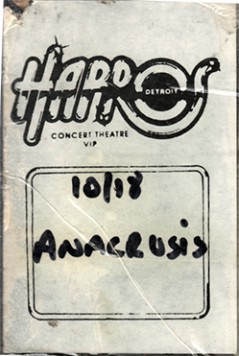 HARPOS
DETROIT
CONCERT THEATRE
VIP
10/18
ANACRUSIS